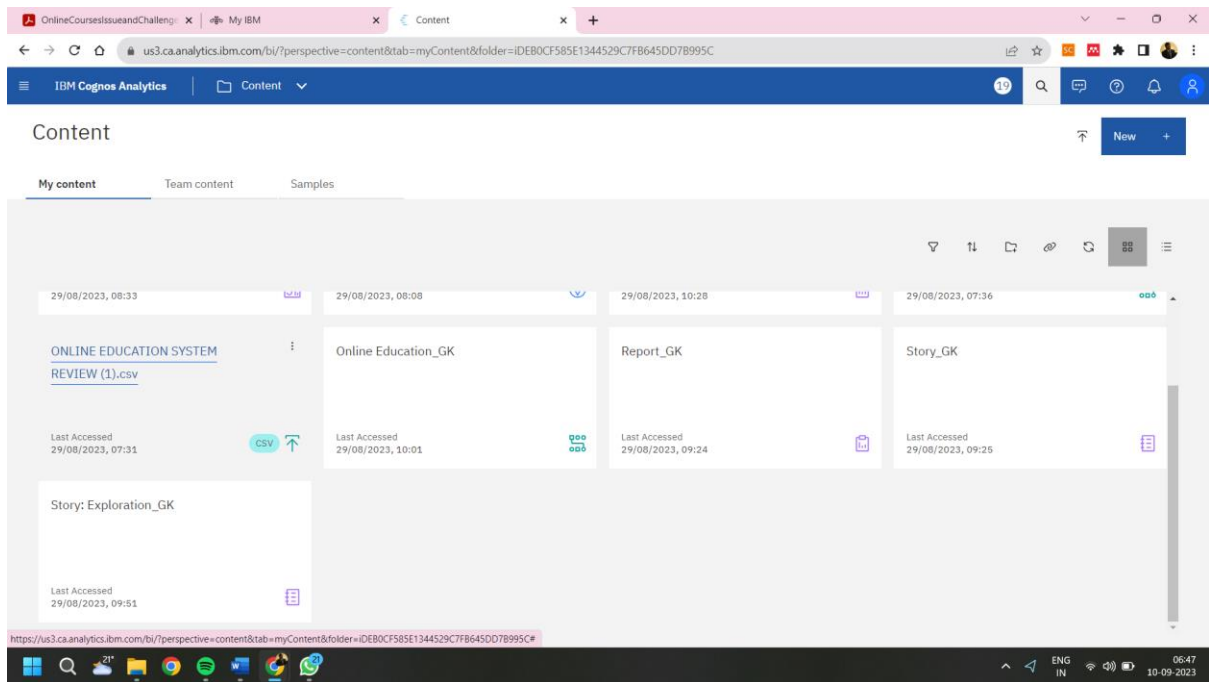 OnlineCoursesIssueandChalleng
My IBM
Content
us3.ca.analytics.ibm.com/bi/?perspective=content&tab=myContent&folder=iDEB0CF585E1344529C7FB645DD7B995C
SC
IBM Cognos Analytics
Content
19
Content
New +
My content
Team content
Samples
29/08/2023, 08:33
29/08/2023, 08:08
29/08/2023, 10:28
29/08/2023, 07:36
ONLINE EDUCATION SYSTEM
REVIEW (1).csv
Last Accessed
29/08/2023, 07:31
CSV
Online Education_GK
Last Accessed
29/08/2023, 10:01
Report_GK
Last Accessed
29/08/2023, 09:24
Story_GK
Last Accessed
29/08/2023, 09:25
Story: Exploration_GK
Last Accessed
29/08/2023, 09:51
https://us3.ca.analytics.ibm.com/bi/?perspective=content&tab=myContent&folder=iDEB0CF585E1344529C7FB645DD7B995C#
21°
21
ENG
IN
06:47
10-09-2023